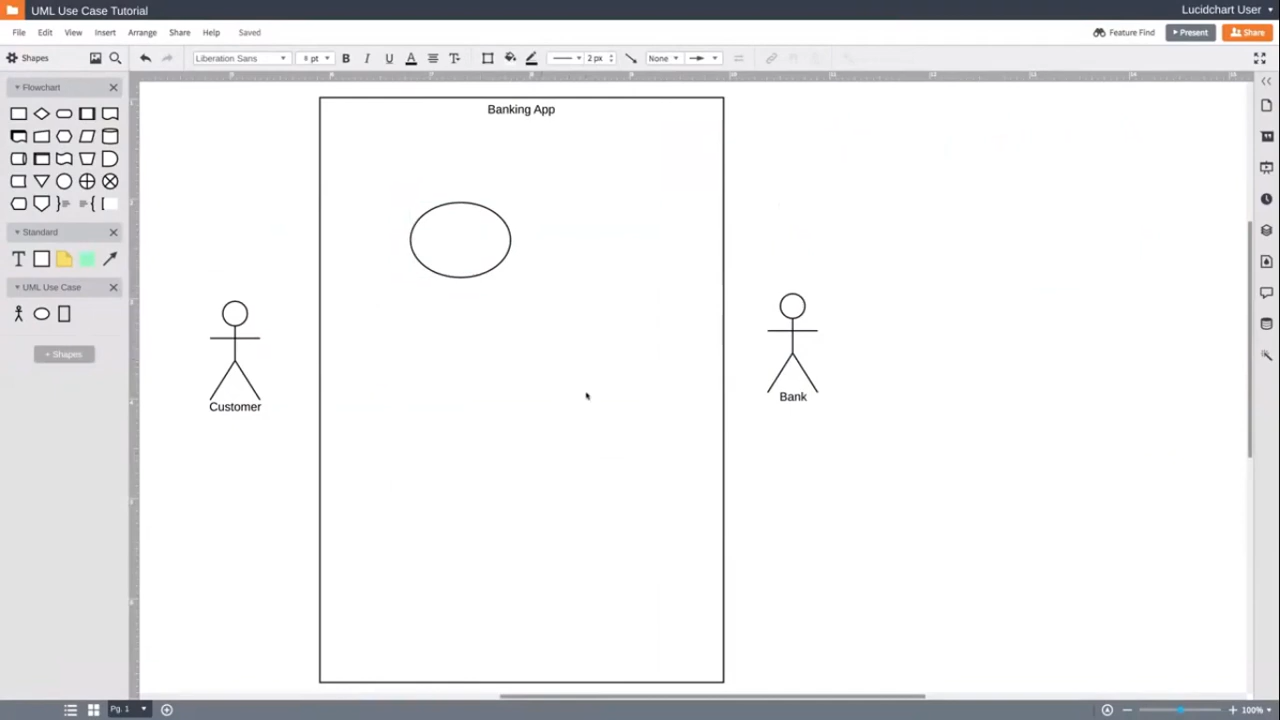 UML Use Case Tutorial
Lucidchart User
File Edit View Insert Arrange Share Help Saved
Feature Find
Present
Share
Shapes
Liberation Sans
8 pt
B I U A T
2 px
None
Flowchart
Standard
T
UML Use Case
+ Shapes
Banking App
Customer
Bank
Pg. 1
100%